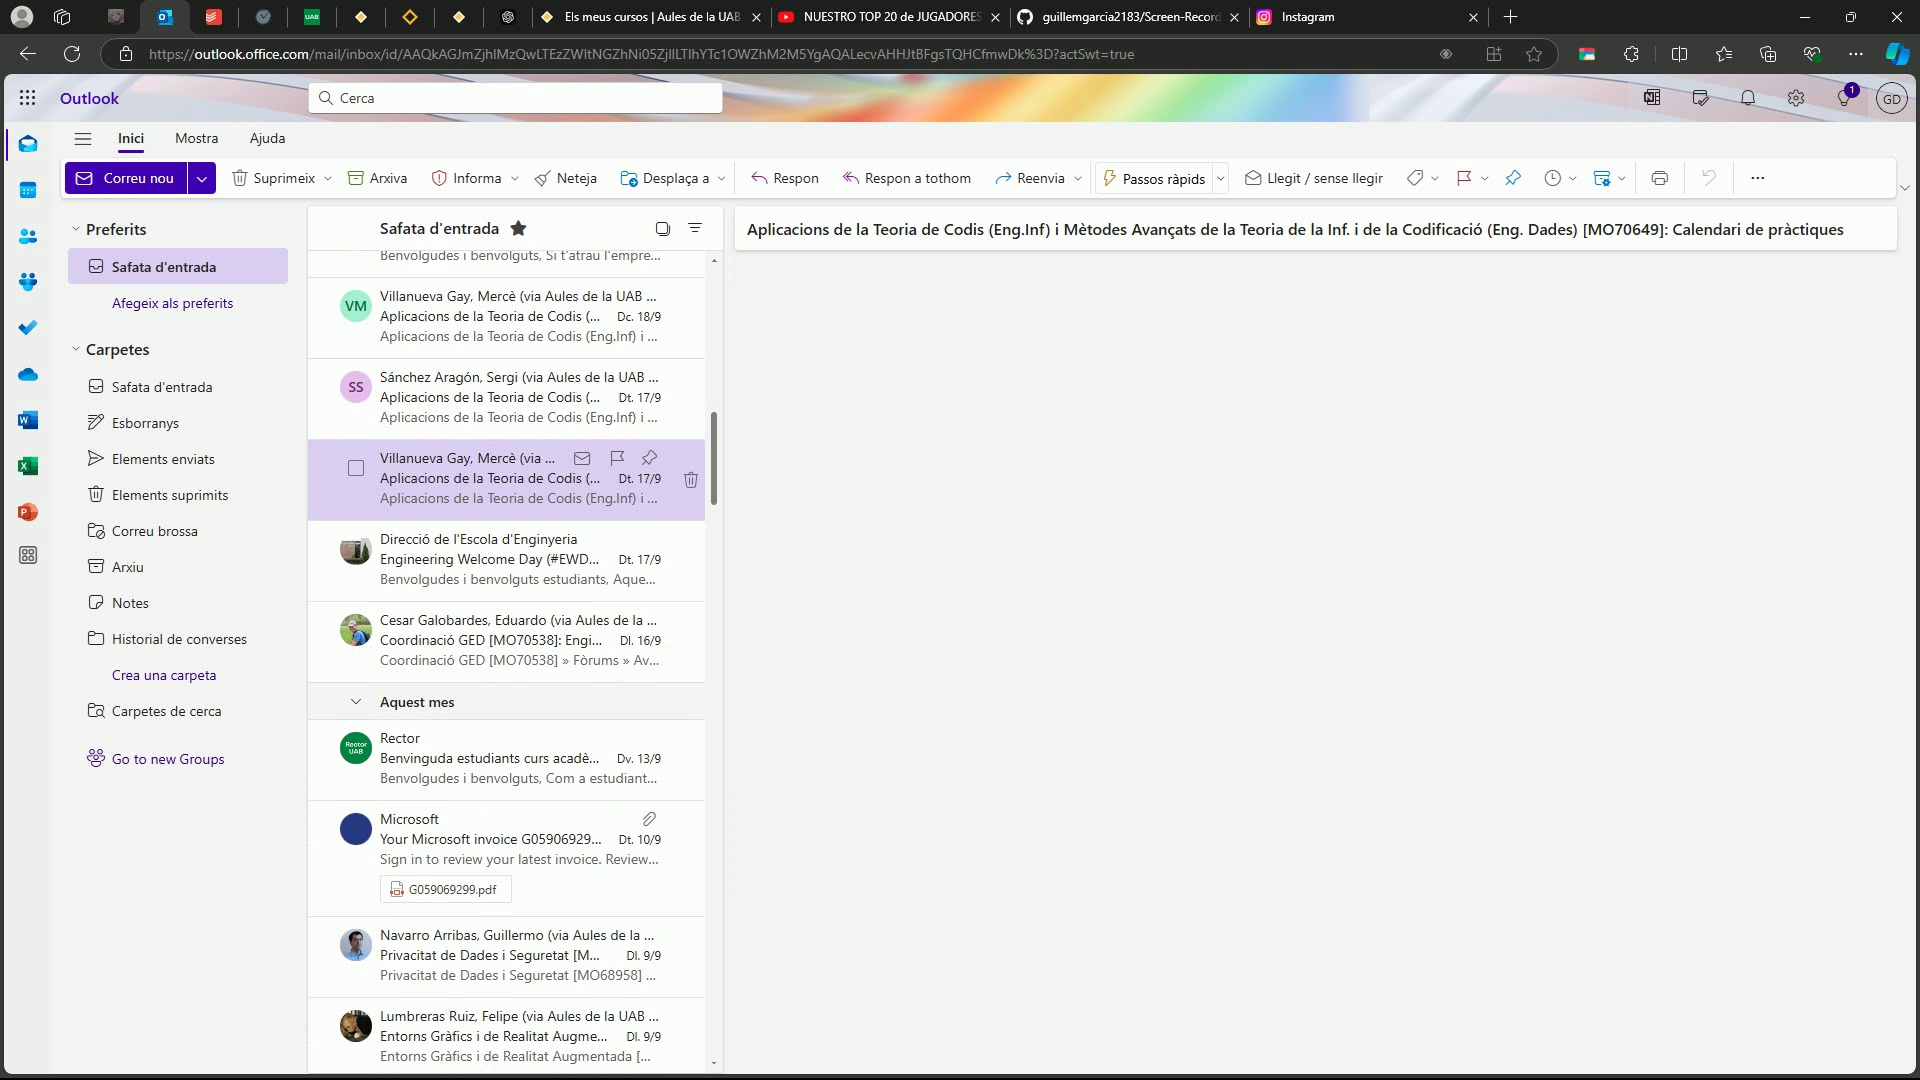 Els meus cursos | Aules de la UAB
NUESTRO TOP 20 de JUGADORES
guillemgarcia2183/Screen-Record
Instagram
Outlook
Cerca
1
GD
Inici
Mostra
Ajuda
Correu nou
Suprimeix
Arxiva
Informa
Neteja
Desplaça a
Respon
Respon a tothom
Reenvia
Passos ràpids
Llegit / sense llegir
Preferits
Safata d'entrada
Afegeix als preferits
Carpetes
Safata d'entrada
Esborranys
Elements enviats
Elements suprimits
Correu brossa
Arxiu
Notes
Historial de converses
Crea una carpeta
Carpetes de cerca
Go to new Groups
Safata d'entrada
Benvolgudes i benvolguts, Si t'atrau l'empre...
VM
Villanueva Gay, Mercè (via Aules de la UAB ...
Aplicacions de la Teoria de Codis (... Dc. 18/9
Aplicacions de la Teoria de Codis (Eng.Inf) i ...
SS
Sánchez Aragón, Sergi (via Aules de la UAB ...
Aplicacions de la Teoria de Codis (... Dt. 17/9
Aplicacions de la Teoria de Codis (Eng.Inf) i ...
Villanueva Gay, Mercè (via ...
Aplicacions de la Teoria de Codis (... Dt. 17/9
Aplicacions de la Teoria de Codis (Eng.Inf) i ...
Direcció de l'Escola d'Enginyeria
Engineering Welcome Day (#EWD... Dt. 17/9
Benvolgudes i benvolguts estudiants, Aque...
Cesar Galobardes, Eduardo (via Aules de la ...
Coordinació GED [MO70538]: Engi... Dl. 16/9
Coordinació GED [MO70538] » Fòrums » Av...
Aquest mes
Rector UAB
Rector
Benvinguda estudiants curs acadè... Dv. 13/9
Benvolgudes i benvolguts, Com a estudiant...
Microsoft
Your Microsoft invoice G05906929... Dt. 10/9
Sign in to review your latest invoice. Review...
G059069299.pdf
Navarro Arribas, Guillermo (via Aules de la ...
Privacitat de Dades i Seguretat [M... Dl. 9/9
Privacitat de Dades i Seguretat [MO68958] ...
Lumbreras Ruiz, Felipe (via Aules de la UAB ...
Entorns Gràfics i de Realitat Augme... Dl. 9/9
Entorns Gràfics i de Realitat Augmentada [...
Aplicacions de la Teoria de Codis (Eng.Inf) i Mètodes Avançats de la Teoria de la Inf. i de la Codificació (Eng. Dades) [MO70649]: Calendari de pràctiques